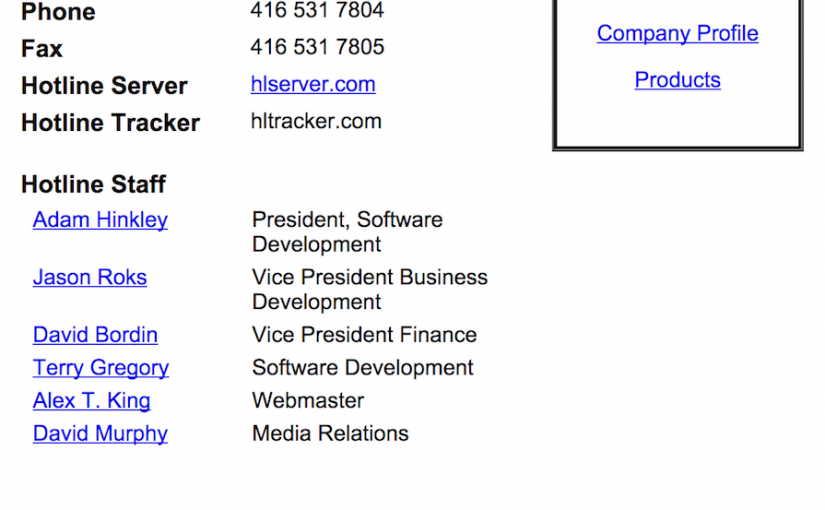 Phone 416 531 7804
Fax 416 531 7805
Hotline Server hlserver.com
Hotline Tracker hltracker.com
Company Profile
Products
Hotline Staff
Adam Hinkley President, Software
Development
Jason Roks Vice President Business
Development
David Bordin Vice President Finance
Terry Gregory Software Development
Alex T. King Webmaster
David Murphy Media Relations